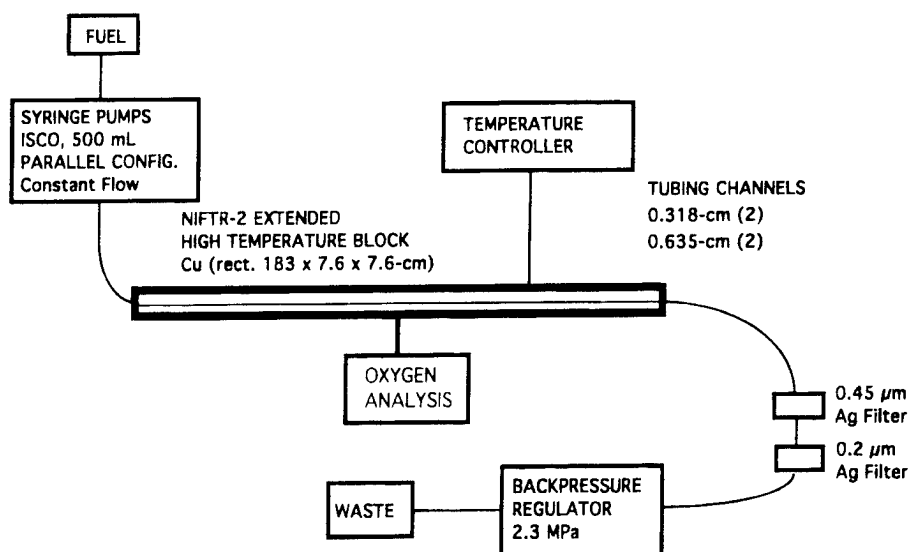 FUEL
SYRINGE PUMPS
ISCO, 500 mL
PARALLEL CONFIG.
Constant Flow
TEMPERATURE
CONTROLLER
TUBING CHANNELS
0.318-cm (2)
0.635-cm (2)
NIFTR-2 EXTENDED
HIGH TEMPERATURE BLOCK
Cu (rect. 183 x 7.6 x 7.6-cm)
OXYGEN
ANALYSIS
0.45 µm
Ag Filter
0.2 µm
Ag Filter
BACKPRESSURE
REGULATOR
2.3 MPa
WASTE